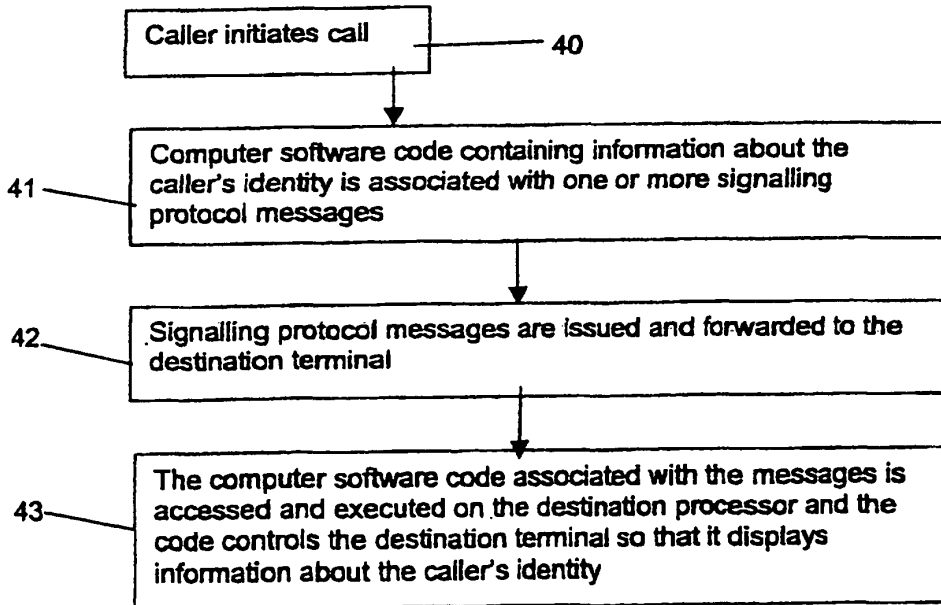 Caller initiates call
40
41
Computer software code containing information about the
caller's identity is associated with one or more signalling
protocol messages
42
Signalling protocol messages are issued and forwarded to the
destination terminal
43
The computer software code associated with the messages is
accessed and executed on the destination processor and the
code controls the destination terminal so that it displays
information about the caller's identity